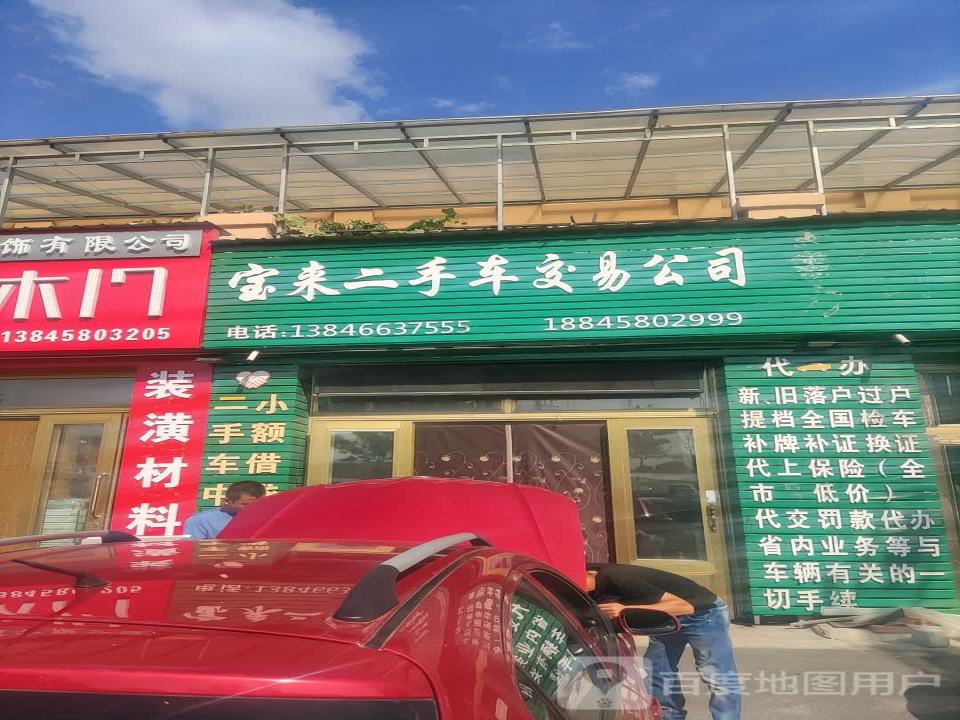 饰有限公司
木门
13845803205
装
潢
材
料
宝来二手车交易公司
电话:13846637555 18845802999
二小
手额
车借
中
代一办
新、旧落户过户
提档全国检车
补牌补证换证
代上保险（全
市 低价）
代交罚款代办
省内业务等与
车辆有关的一
切手续
百度地图用户